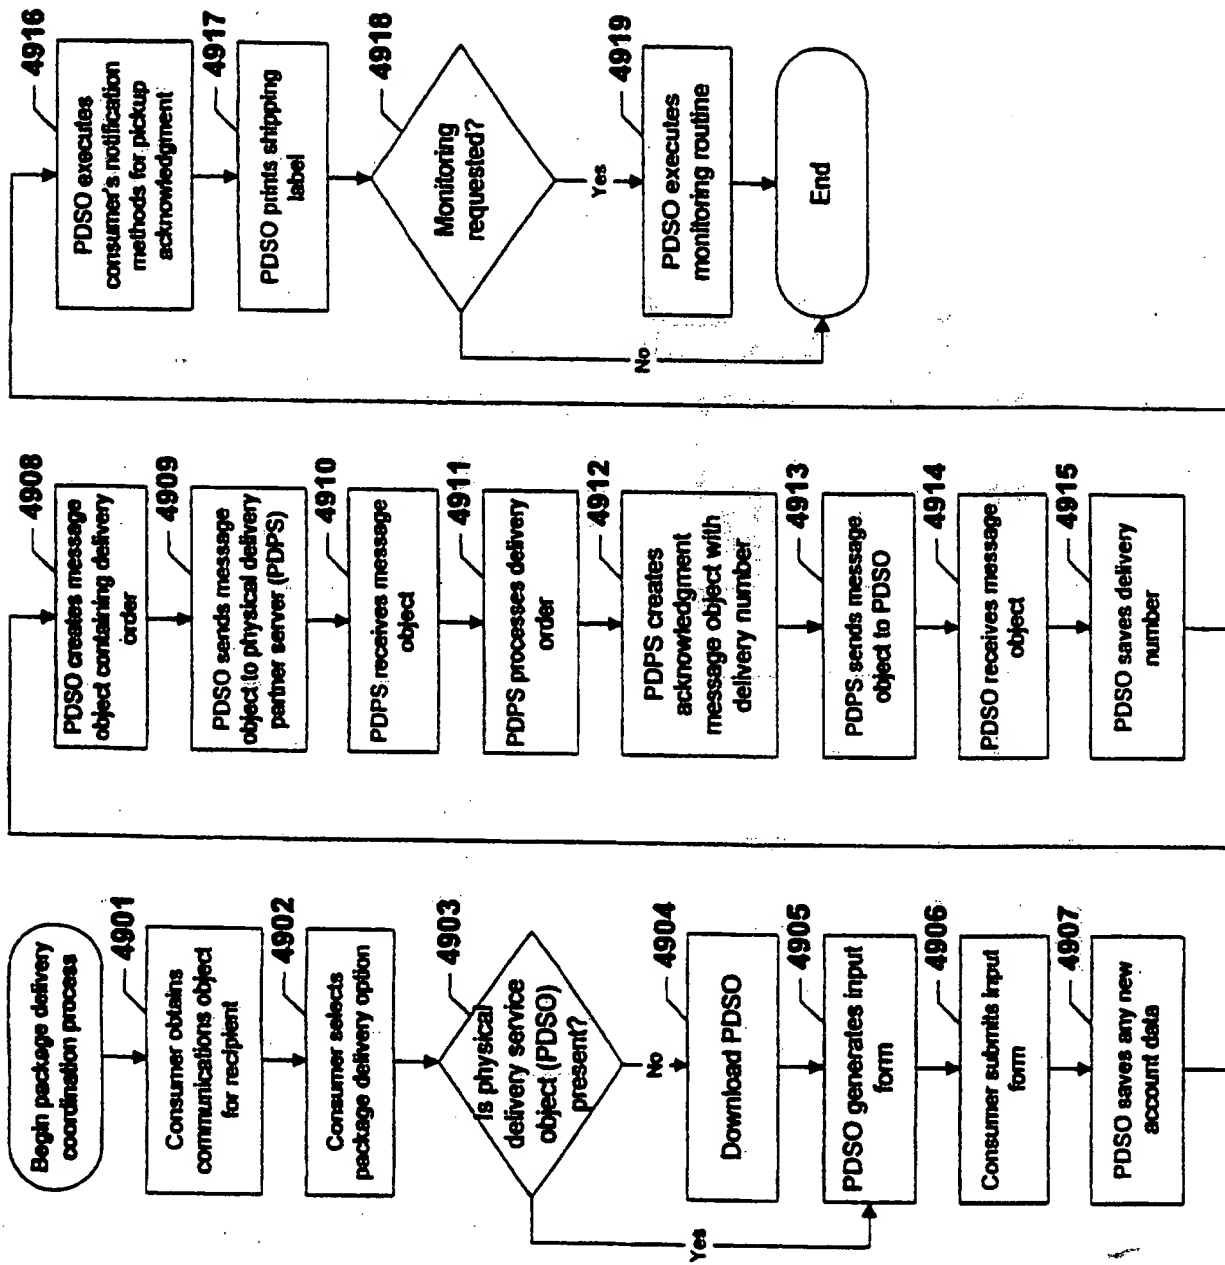 Begin package delivery
coordination process
4901
Consumer obtains
communications object
for recipient
4902
Consumer selects
package delivery option
4903
Is physical
delivery service
object (PDSO)
present?
No
Yes
4904
Download PDSO
4905
PDSO generates input
form
4906
Consumer submits input
form
4907
PDSO saves any new
account data
4908
PDSO creates message
object containing delivery
order
4909
PDSO sends message
object to physical delivery
partner server (PDPS)
4910
PDPS receives message
object
4911
PDPS processes delivery
order
4912
PDPS creates
acknowledgment
message object with
delivery number
4913
PDPS sends message
object to PDSO
4914
PDSO receives message
object
4915
PDSO saves delivery
number
4916
PDSO executes
consumer's notification
methods for pickup
acknowledgment
4917
PDSO prints shipping
label
4918
Monitoring
requested?
Yes
No
4919
PDSO executes
monitoring routine
End